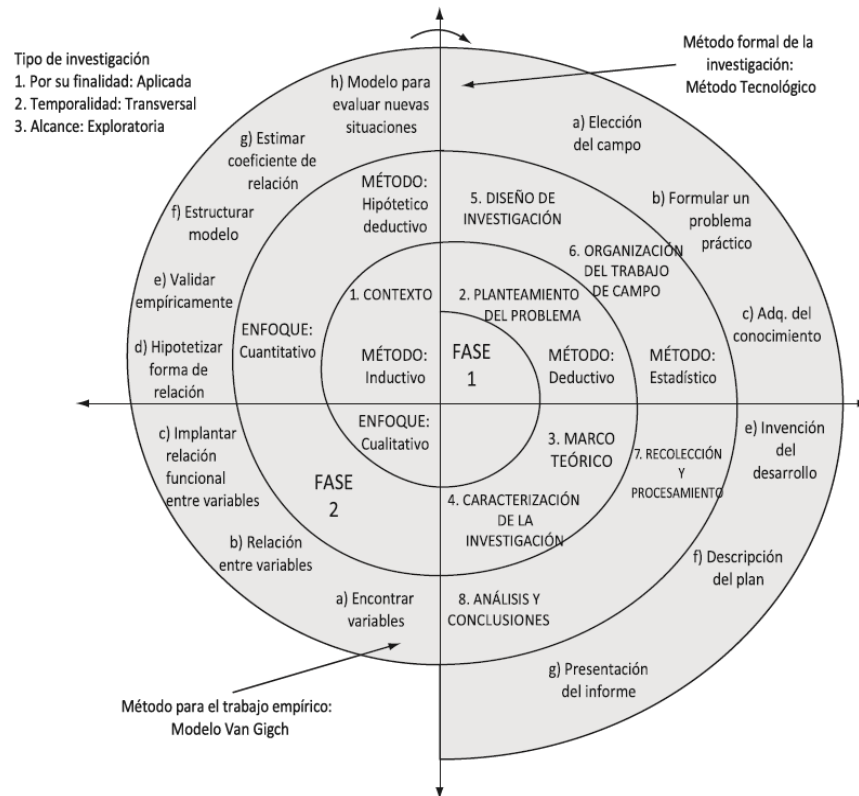 Tipo de investigación
1. Por su finalidad: Aplicada
2. Temporalidad: Transversal
3. Alcance: Exploratoria
Método formal de la
investigación:
Método Tecnológico
h) Modelo para
evaluar nuevas
situaciones
a) Elección
del campo
g) Estimar
coeficiente de
relación
MÉTODO:
Hipótetico
deductivo
5. DISEÑO DE
INVESTIGACIÓN
b) Formular un
problema
práctico
f) Estructurar
modelo
6. ORGANIZACIÓN
DEL TRABAJO
DE CAMPO
e) Validar
empíricamente
1. CONTEXTO
2. PLANTEAMIENTO
DEL PROBLEMA
c) Adq. del
conocimiento
ENFOQUE:
Cuantitativo
d) Hipotetizar
forma de
relación
MÉTODO:
Inductivo
FASE
1
MÉTODO:
Deductivo
MÉTODO:
Estadístico
c) Implantar
relación
funcional
entre variables
ENFOQUE:
Cualitativo
3. MARCO
TEÓRICO
7. RECOLECCIÓN
Y
PROCESAMIENTO
e) Invención
del
desarrollo
FASE
2
4. CARACTERIZACIÓN
DE LA
INVESTIGACIÓN
f) Descripción
del plan
b) Relación
entre variables
a) Encontrar
variables
8. ANÁLISIS Y
CONCLUSIONES
g) Presentación
del informe
Método para el trabajo empírico:
Modelo Van Gigch